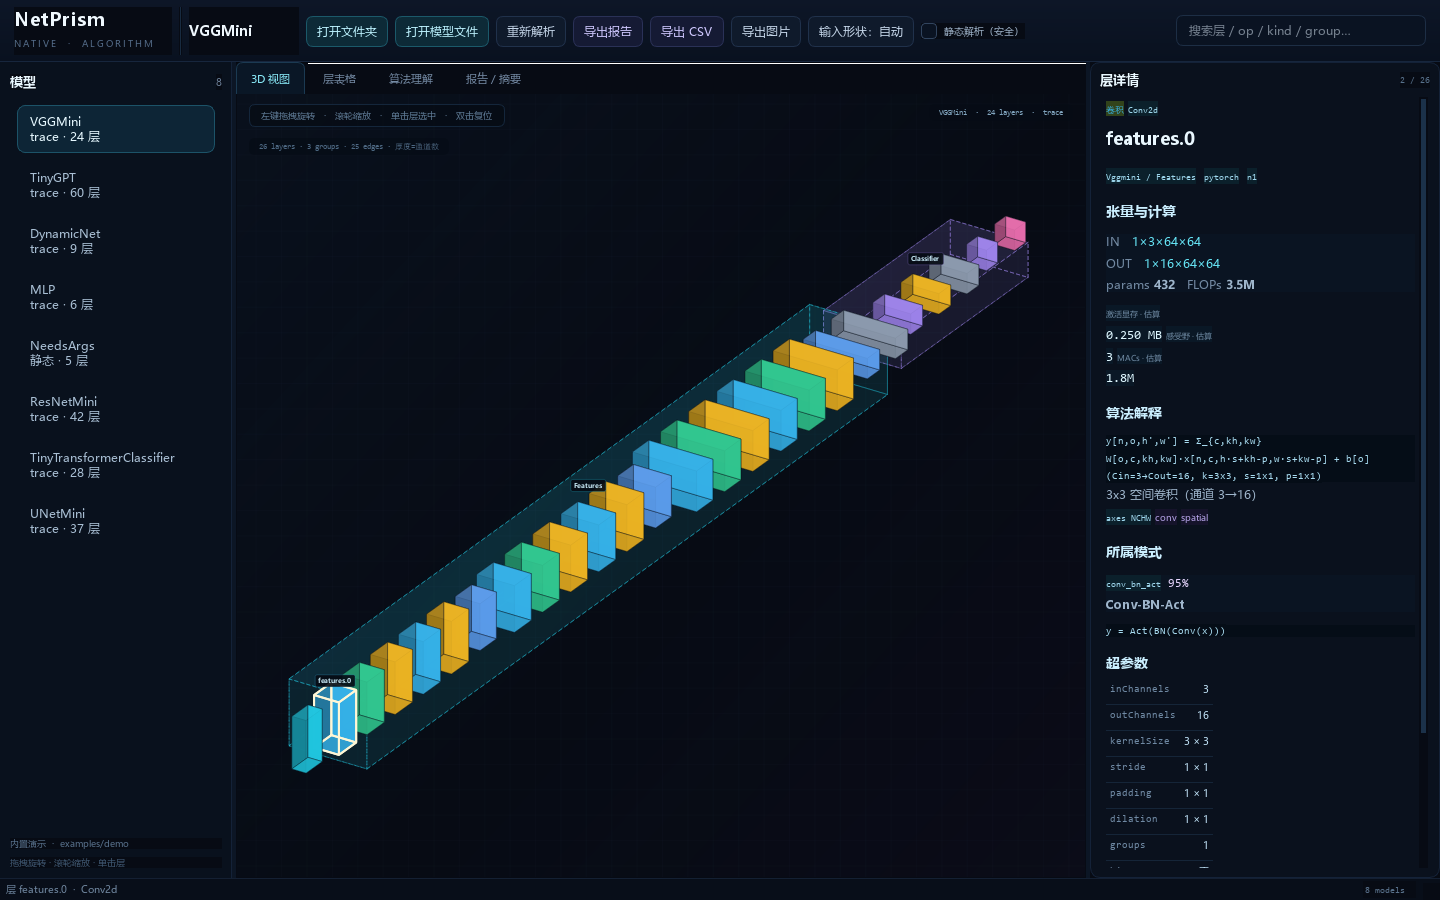 NetPrism
NATIVE · ALGORITHM
VGGMini
打开文件夹
打开模型文件
重新解析
导出报告
导出 CSV
导出图片
输入形状: 自动
静态解析（安全）
搜索层 / op / kind / group...
模型
8
VGGMini
trace · 24 层
TinyGPT
trace · 60 层
DynamicNet
trace · 9 层
MLP
trace · 6 层
NeedsArgs
静态 · 5 层
ResNetMini
trace · 42 层
TinyTransformerClassifier
trace · 28 层
UNetMini
trace · 37 层
内置演示 · examples/demo
拖拽旋转 · 滚轮缩放 · 单击层
3D 视图
层表格
算法理解
报告 / 摘要
左键拖拽旋转 · 滚轮缩放 · 单击层选中 · 双击复位
VGGMini · 24 layers · trace
26 layers · 3 groups · 25 edges · 厚度=通道数
Classifier
Features
features.0
层详情
2 / 26
卷积 Conv2d
features.0
Vggmini / Features pytorch n1
张量与计算
IN 1×3×64×64
OUT 1×16×64×64
params 432 FLOPs 3.5M
激活显存 · 估算
0.250 MB 感受野 · 估算
3 MACs · 估算
1.8M
算法解释
y[n,o,h',w'] = Σ_{c,kh,kw}
W[o,c,kh,kw]·x[n,c,h·s+kh-p,w·s+kw-p] + b[o]
(Cin=3→Cout=16, k=3x3, s=1x1, p=1x1)
3x3 空间卷积（通道 3→16）
axes NCHW conv spatial
所属模式
conv_bn_act 95%
Conv-BN-Act
y = Act(BN(Conv(x)))
超参数
inChannels 3
outChannels 16
kernelSize 3 × 3
stride 1 × 1
padding 1 × 1
dilation 1 × 1
groups 1
层 features.0 · Conv2d
8 models